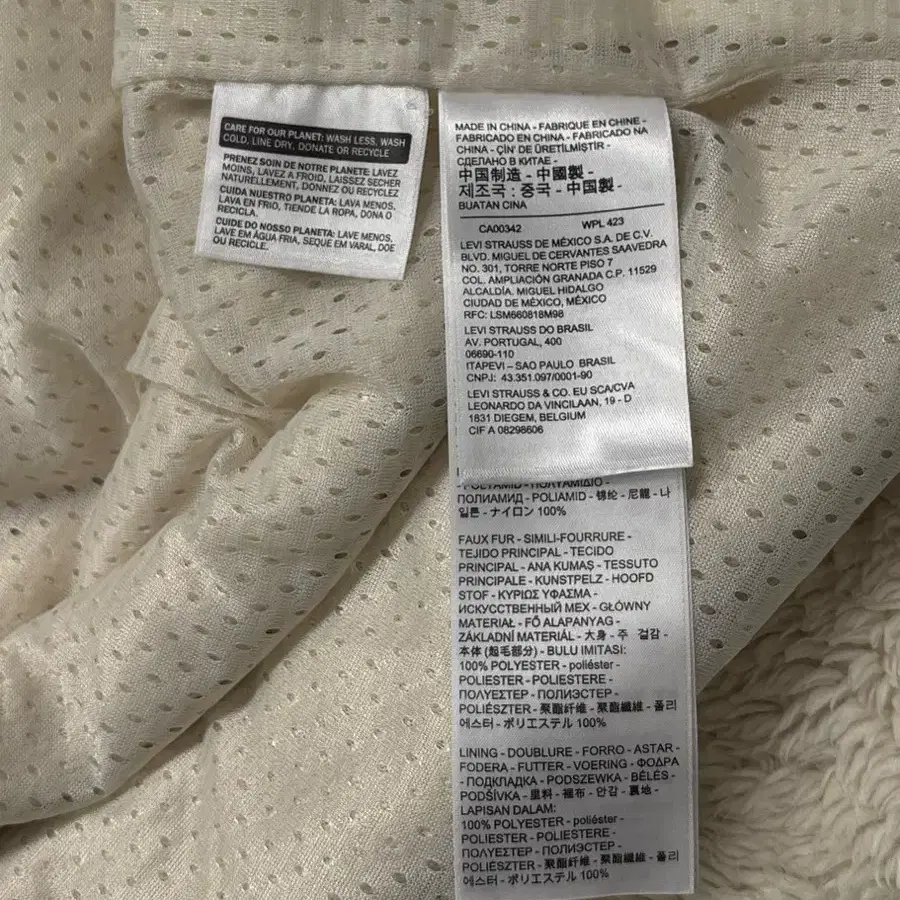 CARE FOR OUR PLANET: WASH LESS, WASH
COLD, LINE DRY, DONATE OR RECYCLE
PRENEZ SOIN DE NOTRE PLANETE: LAVEZ
MOINS, LAVEZ A FROID, LAISSEZ SECHER
NATURELLEMENT, DONNEZ OU RECYCLEZ
CUIDA NUESTRO PLANETA: LAVA MENOS,
LAVA EN FRIO, TIENDE LA ROPA, DONA O
RECICLA.
CUIDE DO NOSSO PLANETA: LAVE MENOS,
LAVE EM ÁGUA FRIA, SEQUE EM VARAL, DOE
OU RECICLE.
MADE IN CHINA - FABRIQUE EN CHINE -
FABRICADO EN CHINA - FABRICADO NA
CHINA - ÇİN' DE ÜRETİLMİŞTİR -
СДЕЛАНО В КИТАЕ -
中国制造 - 中國製 -
제조국 : 중국 - 中国製 -
BUATAN CINA
CA00342 WPL 423
LEVI STRAUSS DE MÉXICO S.A. DE C.V.
BLVD. MIGUEL DE CERVANTES SAAVEDRA
NO. 301, TORRE NORTE PISO 7
COL. AMPLIACIÓN GRANADA C.P. 11529
ALCALDÍA. MIGUEL HIDALGO
CIUDAD DE MÉXICO, MÉXICO
RFC: LSM660818M98
LEVI STRAUSS DO BRASIL
AV. PORTUGAL, 400
06690-110
ITAPEVI – SAO PAULO BRASIL
CNPJ: 43.351.097/0001-90
LEVI STRAUSS & CO. EU SCA/CVA
LEONARDO DA VINCILAAN, 19 - D
1831 DIEGEM, BELGIUM
CIF A 08298606
- POLYAMID - ΠΟΛΥΑΜΙΔΙΟ -
ПОЛИАМИД - POLIAMID - 锦纶 - 尼龍 - 나
일론 - ナイロン 100%
FAUX FUR - SIMILI-FOURRURE -
TEJIDO PRINCIPAL - TECIDO
PRINCIPAL - ANA KUMAŞ - TESSUTO
PRINCIPALE - KUNSTPELZ - HOOFD
STOF - ΚΥΡΙΩΣ ΥΦΑΣΜΑ -
ИСКУССТВЕННЫЙ МЕХ - GŁÓWNY
MATERIAŁ - FŐ ALAPANYAG -
ZÁKLADNÍ MATERIÁL - 大身 - 주 겉감 -
本体 (起毛部分) - BULU IMITASI:
100% POLYESTER - poliéster -
POLIESTER - POLIESTERE -
ΠΟΛΥΕΣΤΕΡ - ПОЛИЭСТЕР -
POLIÉSZTER - 聚酯纤维 - 聚酯纖維 - 폴리
에스터 - ポリエステル 100%
LINING - DOUBLURE - FORRO - ASTAR -
FODERA - FUTTER - VOERING - ΦΟΔΡΑ
- ПОДКЛАДКА - PODSZEWKA - BÉLÉS -
PODŠÍVKA - 里料 - 裡布 - 안감 - 裏地 -
LAPISAN DALAM:
100% POLYESTER - poliéster -
POLIESTER - POLIESTERE -
ΠΟΛΥΕΣΤΕΡ - ПОЛИЭСТЕР -
POLIÉSZTER - 聚酯纤维 - 聚酯纖維 - 폴리
에스터 - ポリエステル 100%